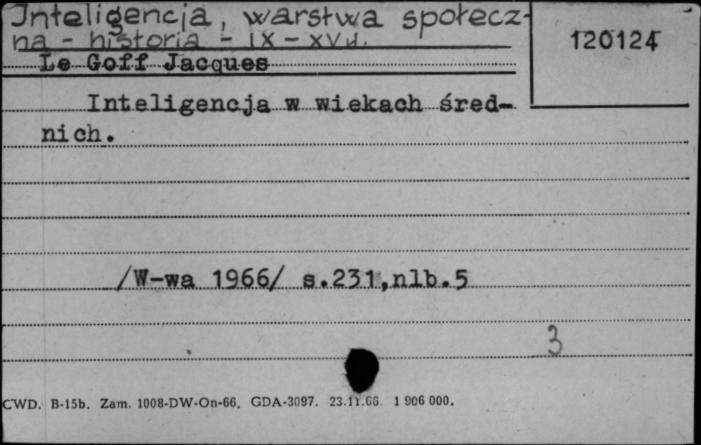 Inteligencja, warstwa społecz-
na - historia - IX - XV w.
120124
Le Goff Jacques
Inteligencja w wiekach śred-
nich.
/W-wa 1966/ s.231,nlb.5
3
CWD. B-15b. Zam. 1008-DW-On-66. GDA-3097. 23.11.66. 1 906 000.